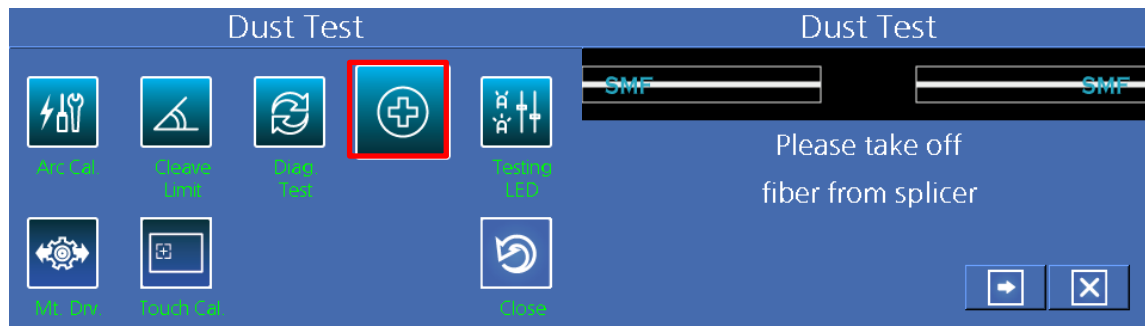 Dust Test
Arc Cal.
Cleave
Limit
Diag.
Test
Testing
LED
Mt. Drv.
Touch Cal.
Close
Dust Test
SMF
SMF
Please take off
fiber from splicer